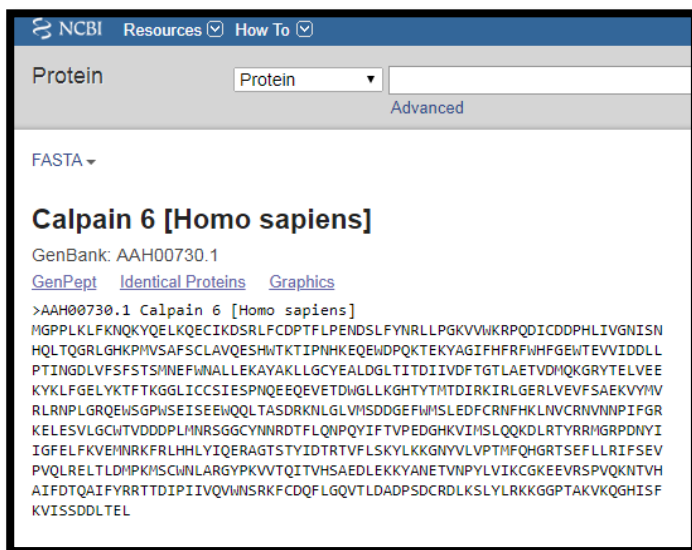 NCBI Resources How To
Protein Protein
Advanced
FASTA
Calpain 6 [Homo sapiens]
GenBank: AAH00730.1
GenPept Identical Proteins Graphics
>AAH00730.1 Calpain 6 [Homo sapiens]
MGPPLKLFKNQKYQELKQECIKDSRLFCDPTFLPENDSLFYNRLLPGKVVWKRPQDICDDPHLIVGNISN
HQLTQGRLGHKPMVSAFSCLAVQESHWTKTIPNHKEQEWDPQKTEKYAGIFHFRFWHFGEWTEVVIDDLL
PTINGDLVFSFSTSMNEFWNALLEKAYAKLLGCYEALDGLTITDIIVDFTGTLAETVDMQKGRYTELVEE
KYKLFGELYKTFTKGGLICCSIESPNQEEQEVETDWGLLKGHTYTMTDIRKIRLGERLVEVFSAEKVYMV
RLRNPLGRQEWSGPWSEISEEWQQLTASDRKNLGLVMSDDGEFWMSLEDFCRNFHKLNVCRNVNNPIFGR
KELESVLGCWTVDDDPLMNRSGGCYNNRDTFLQNPQYIFTVPEDGHKVIMSLQQKDLRTYRRMGRPDNYI
IGFELFKVEMNRKFRLHHLYIQERAGTSTYIDTRTVFLSKYLKKGNYVLVPTMFQHGRTSEFLLRIFSEV
PVQLRELTLDMPKMSCWNLARGYPKVVTQITVHSAEDLEKKYANETVNPYLVIKCGKEEVRSPVQKNTVH
AIFDTQAIFYRRTTDIPIIVQVWNSRKFCDQFLGQVTLDADPSDCRDLKSLYLRKKGGPTAKVKQGHISF
KVISSDDLTEL